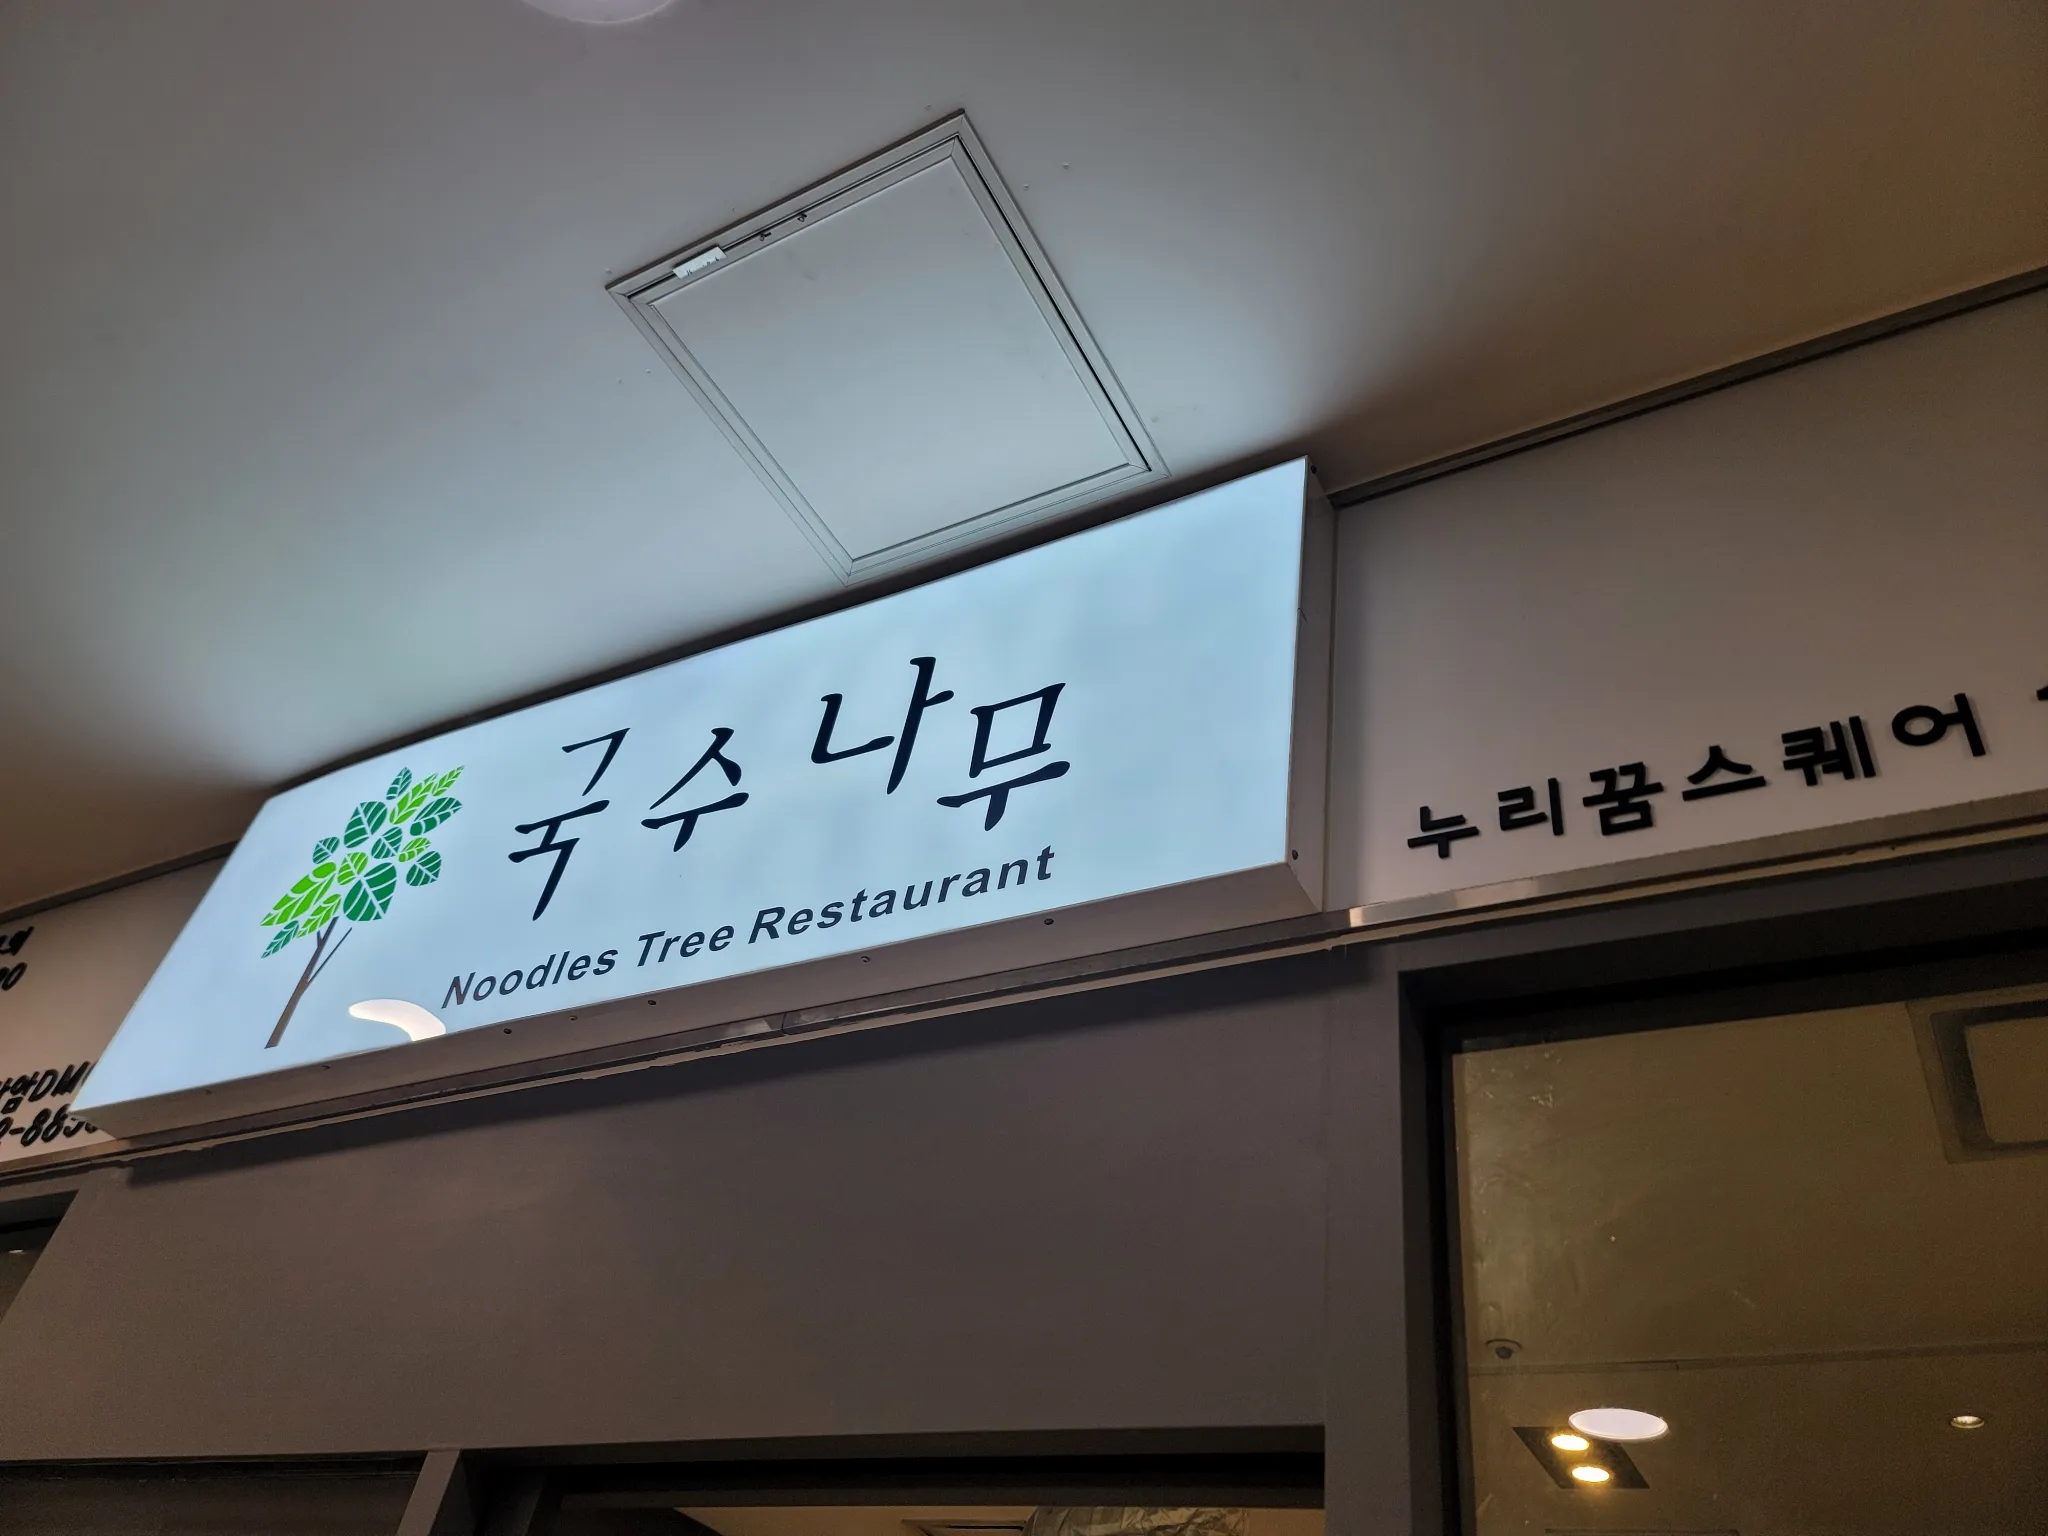 국수나무
Noodles Tree Restaurant
누리꿈스퀘어